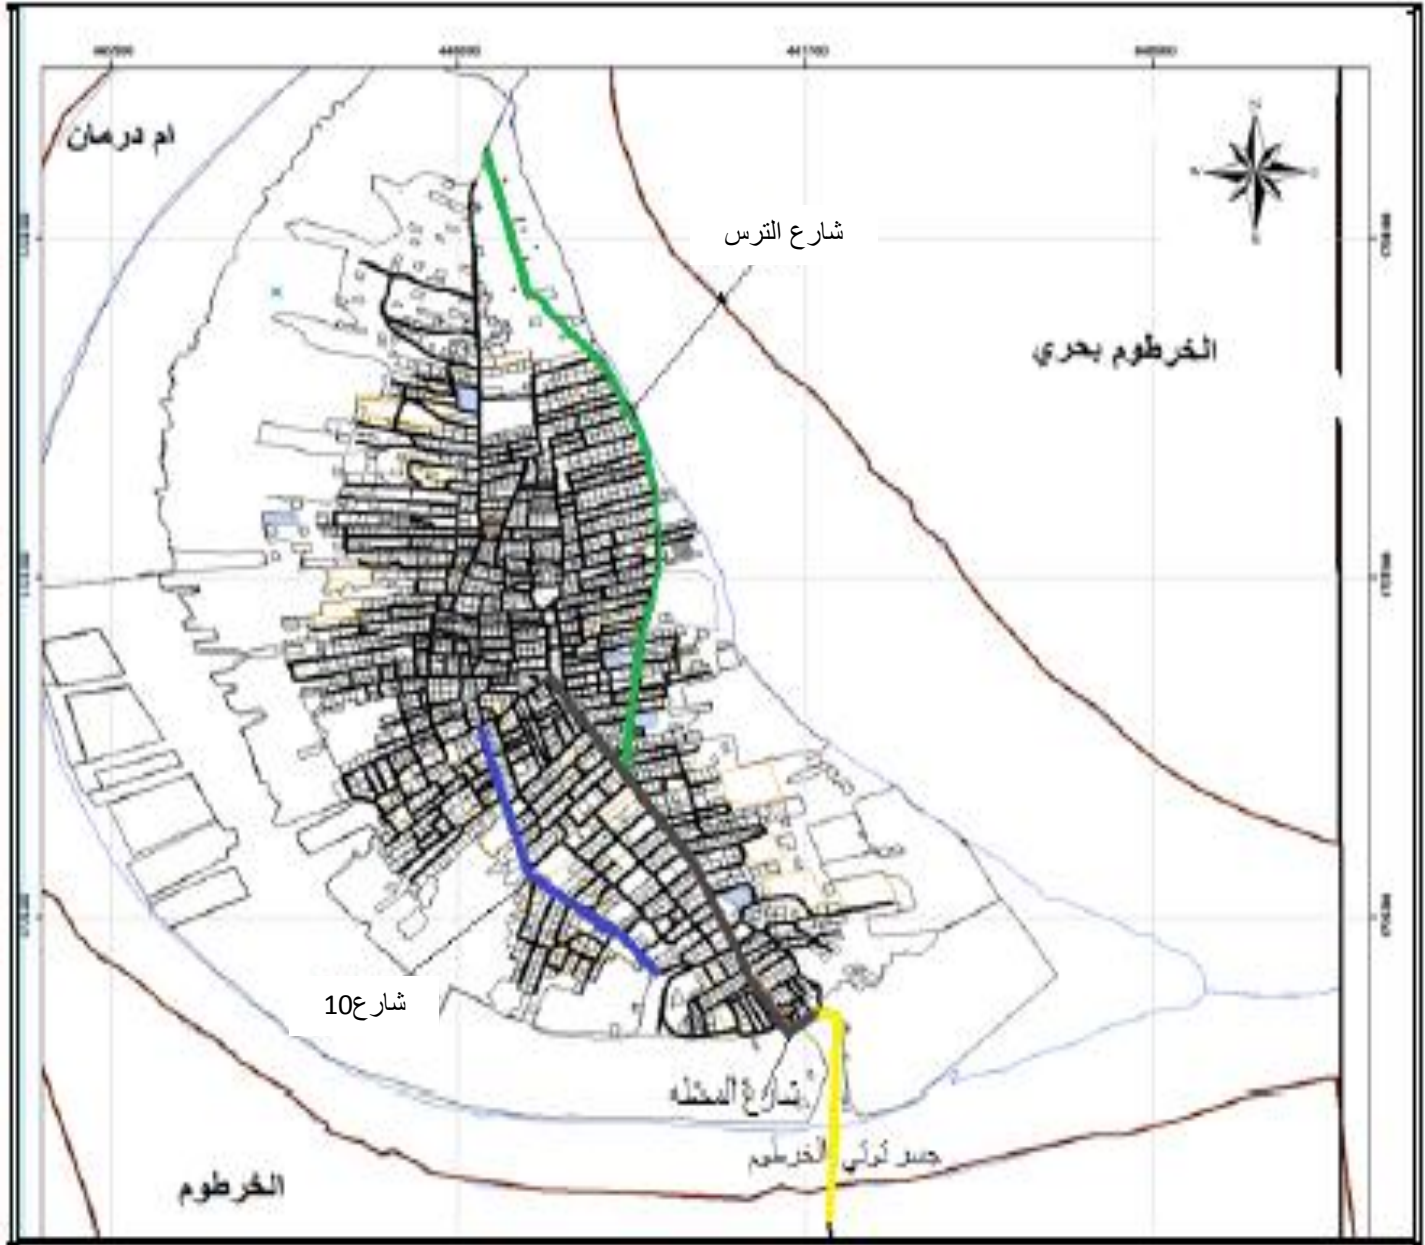 ام درمان
شارع الترس
الخرطوم بحري
شارع10
شارع المحطه
جسر توتي الخرطوم
الخرطوم